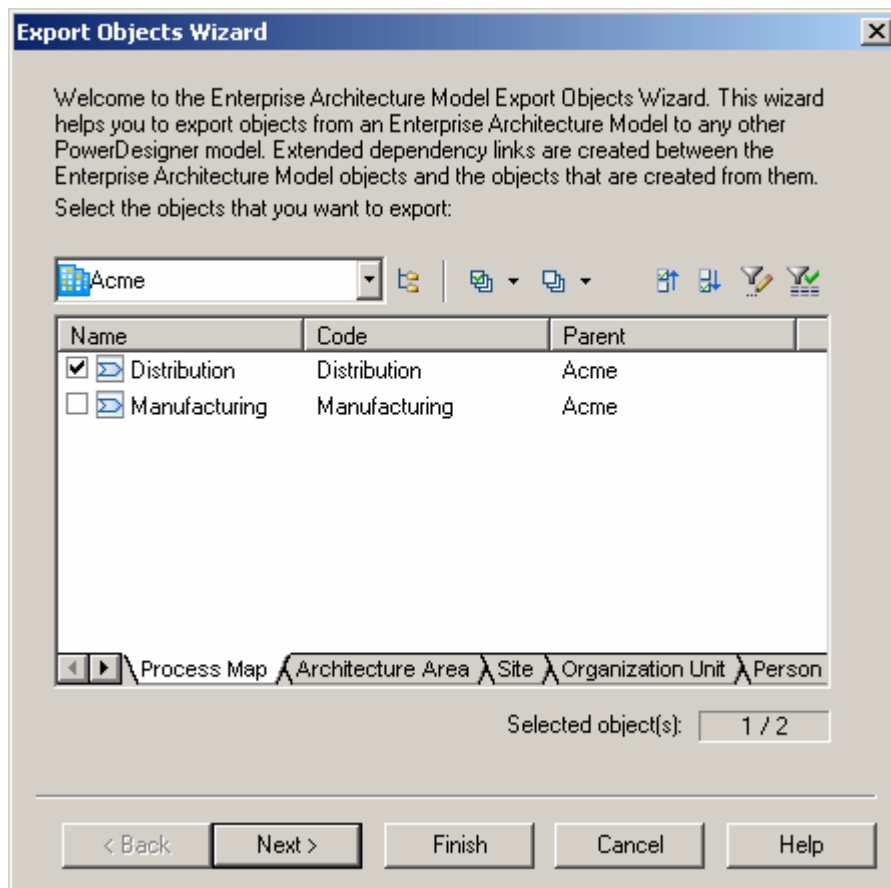 Export Objects Wizard
Welcome to the Enterprise Architecture Model Export Objects Wizard. This wizard
helps you to export objects from an Enterprise Architecture Model to any other
PowerDesigner model. Extended dependency links are created between the
Enterprise Architecture Model objects and the objects that are created from them.
Select the objects that you want to export:
Acme
Name Code Parent
Distribution Distribution Acme
Manufacturing Manufacturing Acme
Process Map Architecture Area Site Organization Unit Person
Selected object(s): 1 / 2
< Back Next > Finish Cancel Help